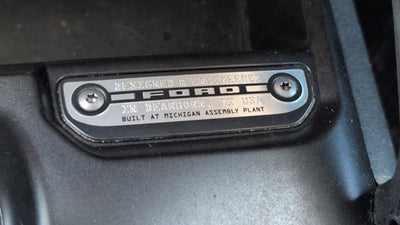 DESIGNED & ENGINEERED
FORD
IN DEARBORN, MI USA
BUILT AT MICHIGAN ASSEMBLY PLANT